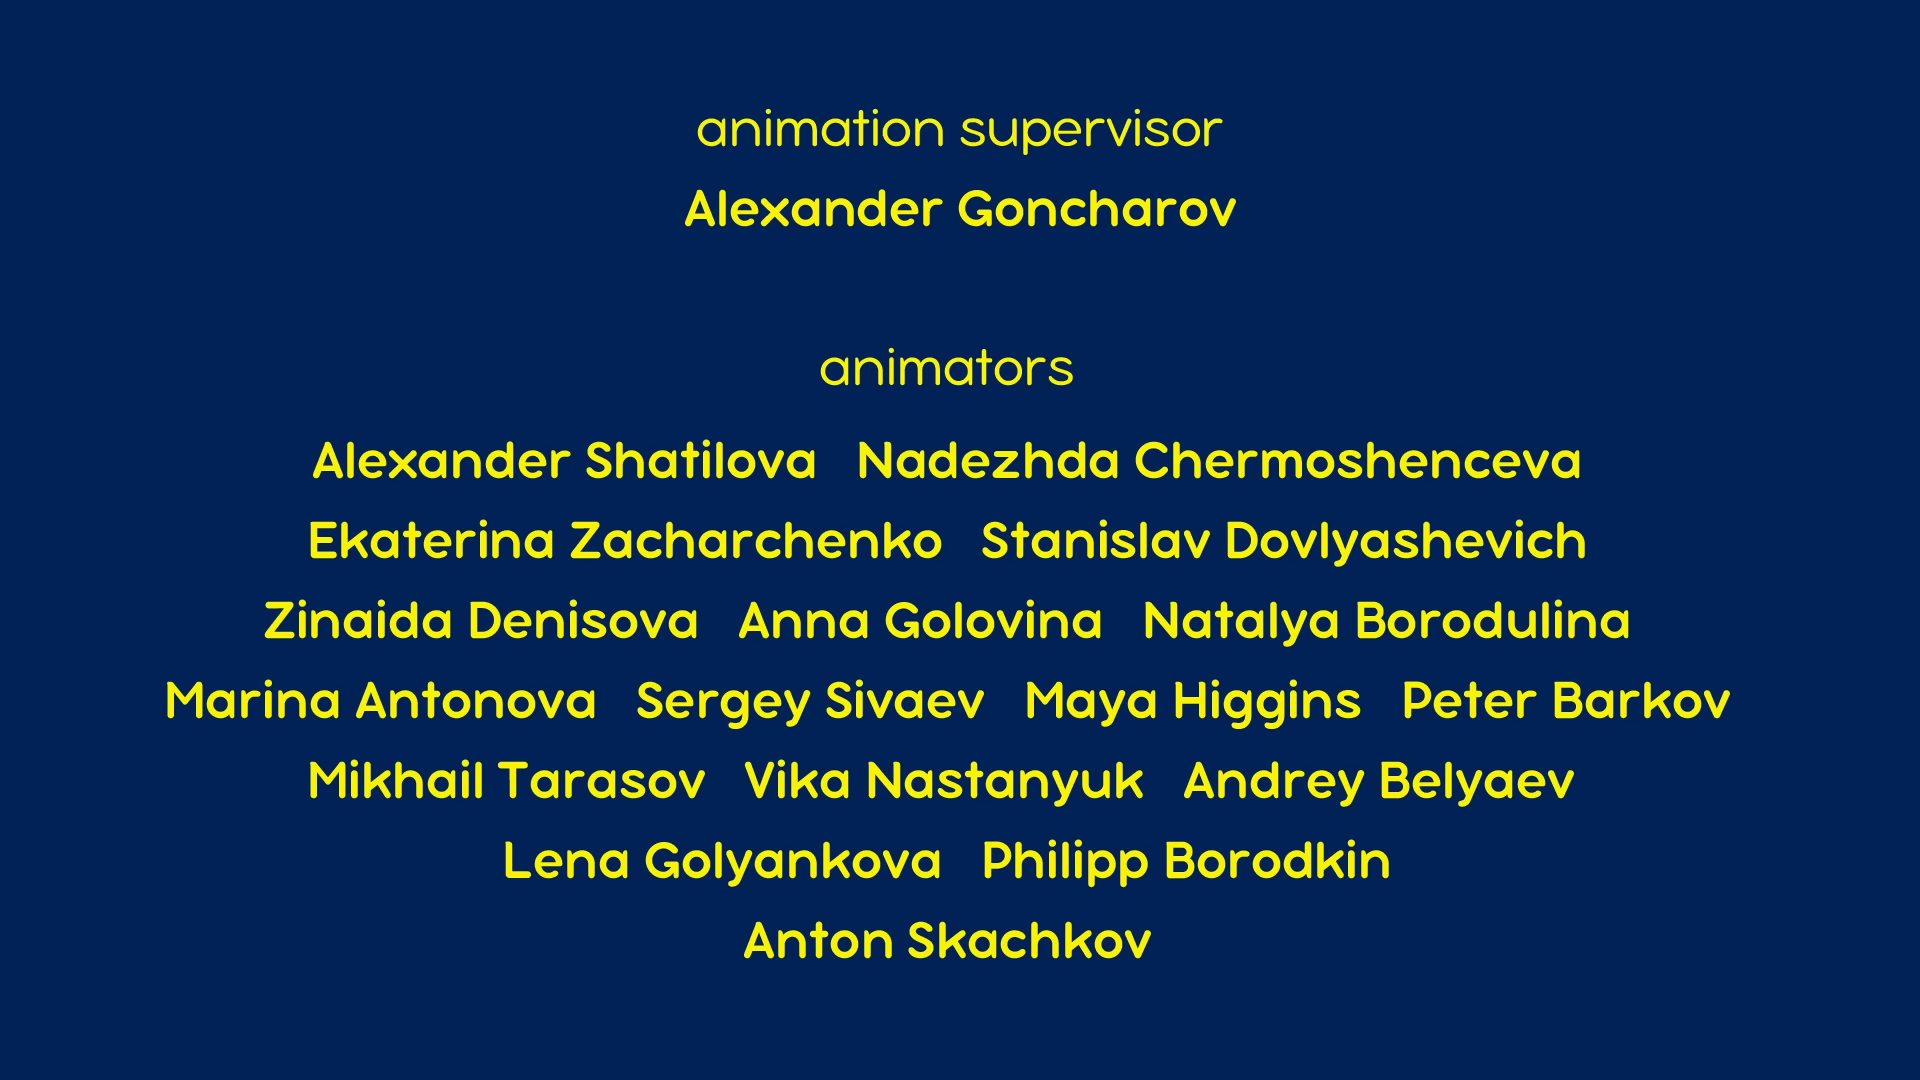 animation supervisor
Alexander Goncharov
animators
Alexander Shatilova Nadezhda Chermoshenceva
Ekaterina Zacharchenko Stanislav Dovlyashevich
Zinaida Denisova Anna Golovina Natalya Borodulina
Marina Antonova Sergey Sivaev Maya Higgins Peter Barkov
Mikhail Tarasov Vika Nastanyuk Andrey Belyaev
Lena Golyankova Philipp Borodkin
Anton Skachkov